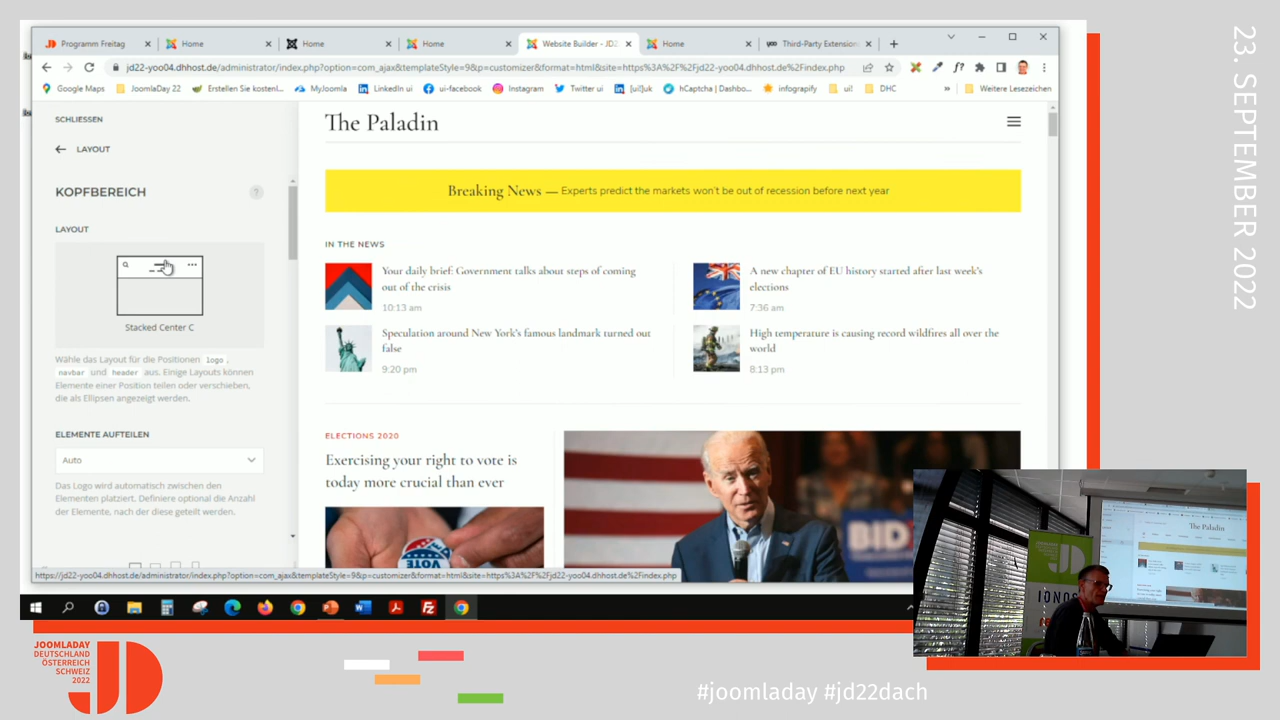 Programm Freitag
Home
Home
Home
Website Builder - JD2
Home
Third-Party Extension
jd22-yoo04.dhhost.de/administrator/index.php?option=com_ajax&templateStyle=9&p=customizer&format=html&site=https%3A%2F%2Fjd22-yoo04.dhhost.de%2Findex.php
Google Maps
JoomlaDay 22
Erstellen Sie kostenl...
MyJoomla
LinkedIn ui
ui-facebook
Instagram
Twitter ui
[ui!]uk
hCaptcha | Dashbo...
infograpify
ui!
DHC
»
Weitere Lesezeichen
SCHLIESSEN
LAYOUT
KOPFBEREICH
?
LAYOUT
Stacked Center C
Wähle das Layout für die Positionen logo ,
navbar und header aus. Einige Layouts können
Elemente einer Position teilen oder verschieben,
die als Ellipsen angezeigt werden.
ELEMENTE AUFTEILEN
Auto
Das Logo wird automatisch zwischen den
Elementen platziert. Definiere optional die Anzahl
der Elemente, nach der diese geteilt werden.
The Paladin
Breaking News — Experts predict the markets won't be out of recession before next year
IN THE NEWS
Your daily brief: Government talks about steps of coming
out of the crisis
10:13 am
A new chapter of EU history started after last week's
elections
7:36 am
Speculation around New York's famous landmark turned out
false
9:20 pm
High temperature is causing record wildfires all over the
world
8:13 pm
ELECTIONS 2020
Exercising your right to vote is
today more crucial than ever
VOTE
BID
https://jd22-yoo04.dhhost.de/administrator/index.php?option=com_ajax&templateStyle=9&p=customizer&format=html&site=https%3A%2F%2Fjd22-yoo04.dhhost.de%2Findex.php
23. SEPTEMBER 2022
The Paladin
IONOS
JOOMLADAY
DEUTSCHLAND
ÖSTERREICH
SCHWEIZ
2022
JD
#joomladay #jd22dach